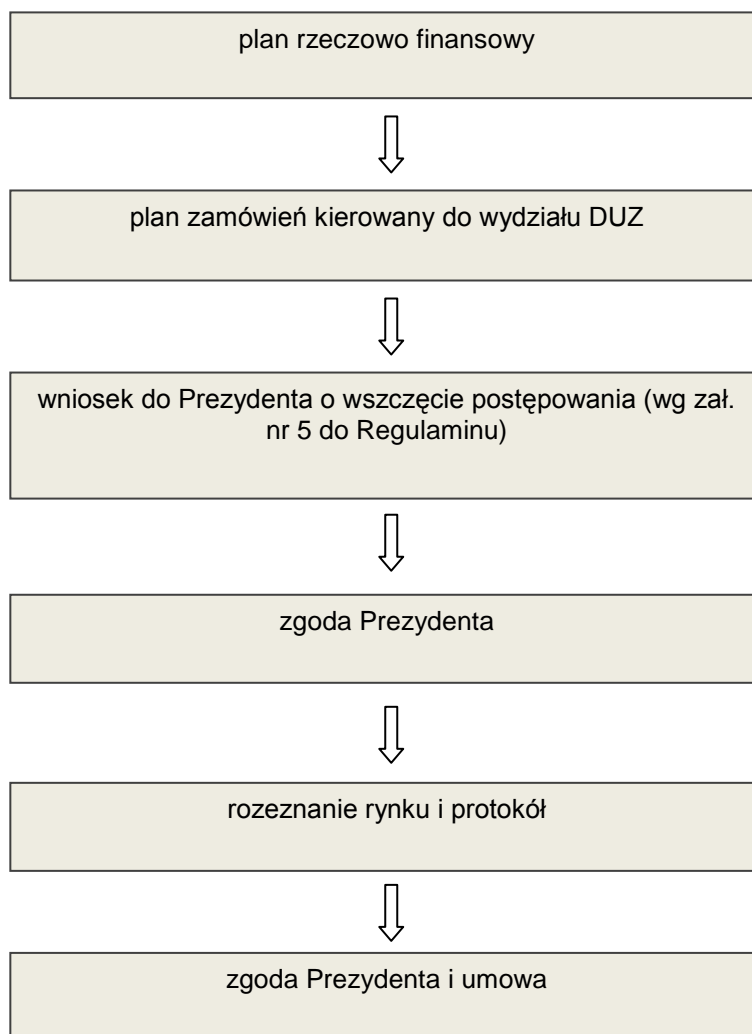 plan rzeczowo finansowy
plan zamówień kierowany do wydziału DUZ
wniosek do Prezydenta o wszczęcie postępowania (wg zał.
nr 5 do Regulaminu)
zgoda Prezydenta
rozeznanie rynku i protokół
zgoda Prezydenta i umowa